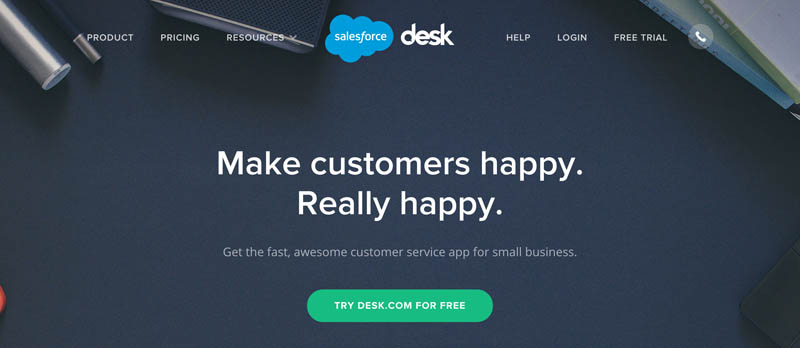 PRODUCT PRICING RESOURCES salesforce desk HELP LOGIN FREE TRIAL
Make customers happy.
Really happy.
Get the fast, awesome customer service app for small business.
TRY DESK.COM FOR FREE